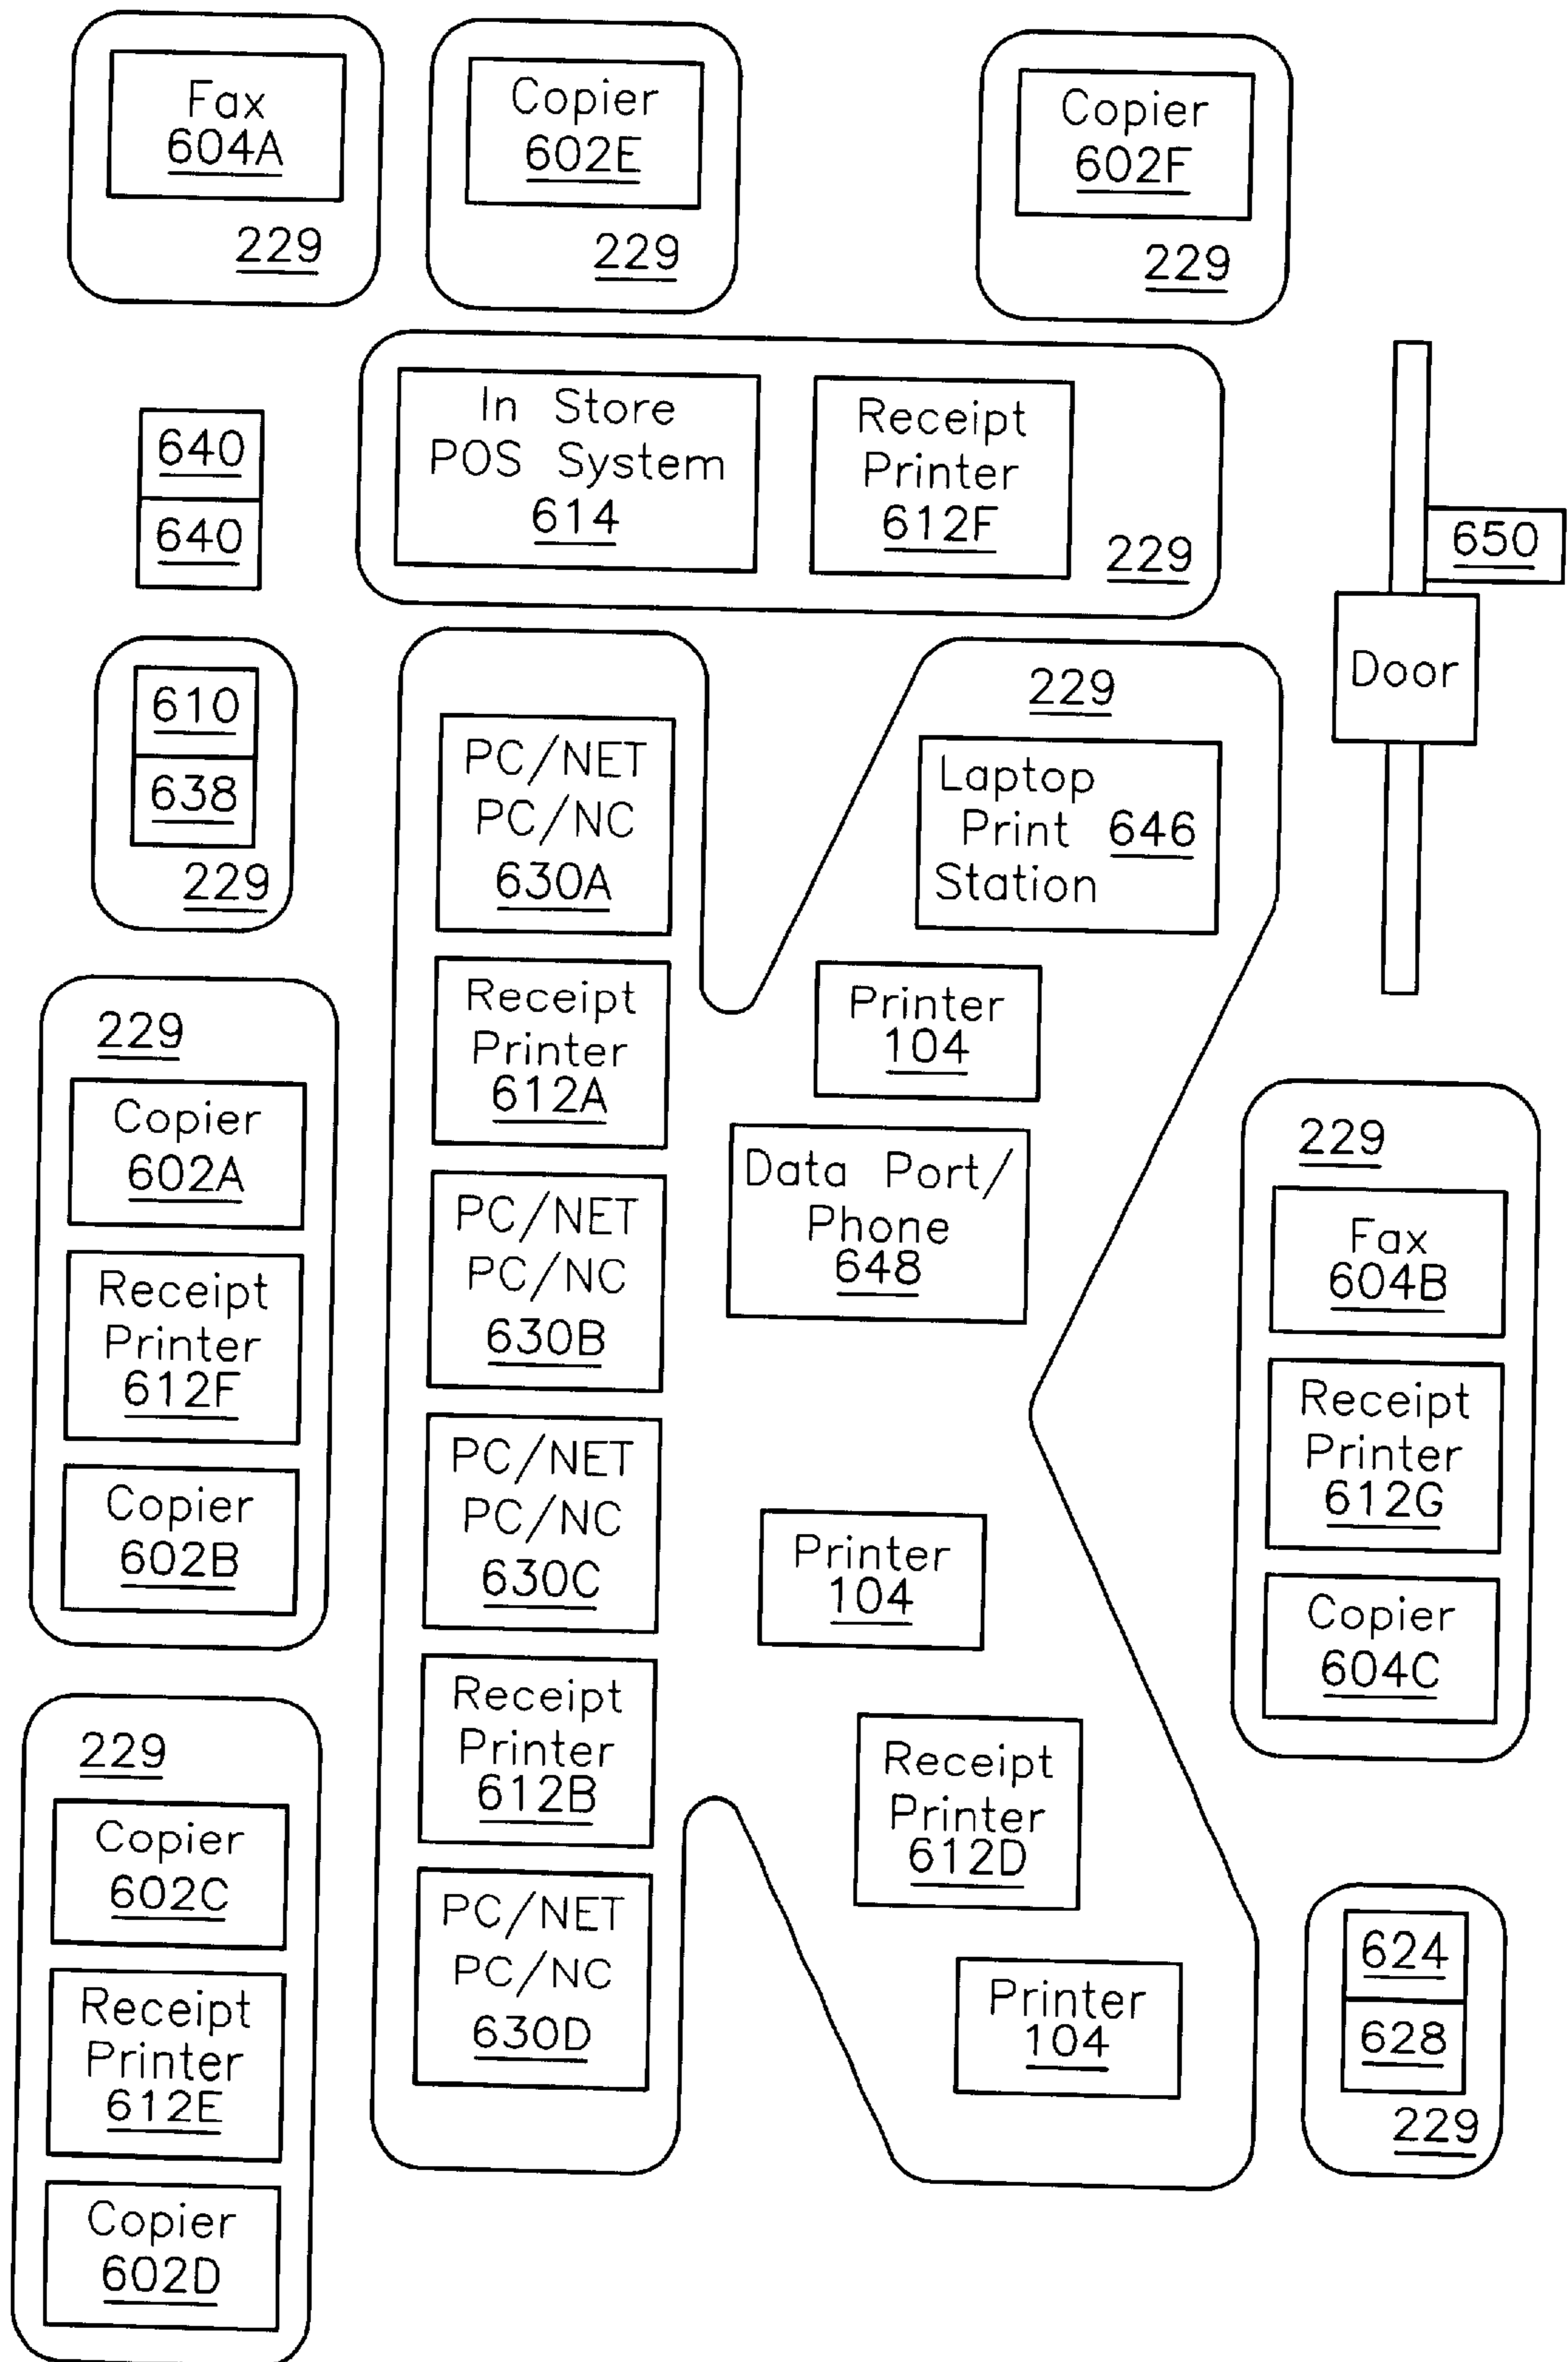 Fax
604A
229
Copier
602E
229
Copier
602F
229
In Store
POS System
614
Receipt
Printer
612F
229
640
640
650
Door
610
638
229
229
Laptop
Print 646
Station
PC/NET
PC/NC
630A
Receipt
Printer
612A
PC/NET
PC/NC
630B
PC/NET
PC/NC
630C
Receipt
Printer
612B
PC/NET
PC/NC
630D
Printer
104
Data Port/
Phone
648
Printer
104
Receipt
Printer
612D
Printer
104
229
Copier
602A
Receipt
Printer
612F
Copier
602B
229
Copier
602C
Receipt
Printer
612E
Copier
602D
229
Fax
604B
Receipt
Printer
612G
Copier
604C
624
628
229